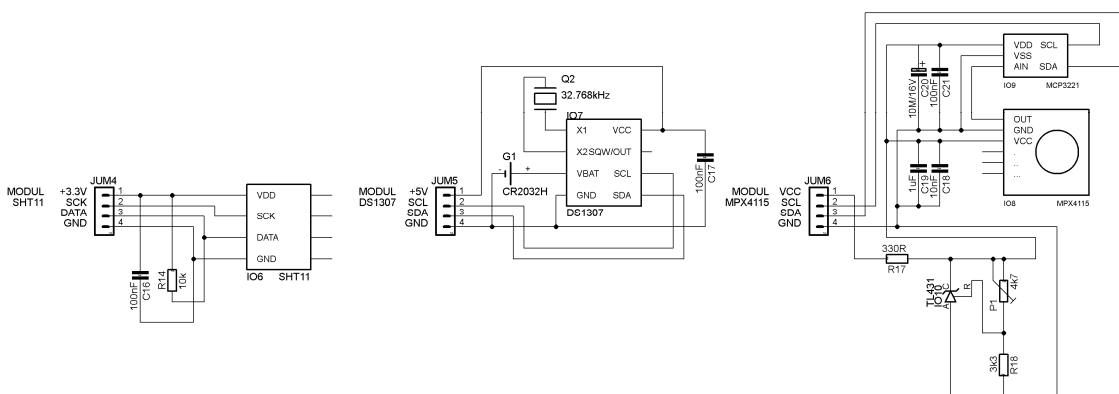 MODUL
SHT11
JUM4
+3.3V
SCK
DATA
GND
1
2
3
4
100nF
C16
R14
10k
VDD
SCK
DATA
GND
IO6
SHT11
MODUL
DS1307
JUM5
+5V
SCL
SDA
GND
1
2
3
4
Q2
32.768kHz
IO7
X1
VCC
X2
SQW/OUT
VBAT
SCL
GND
SDA
DS1307
G1
-
+
CR2032H
100nF
C17
MODUL
MPX4115
JUM6
VCC
SCL
SDA
GND
1
2
3
4
10M/16V
+
C20
100nF
C21
VDD
SCL
VSS
AIN
SDA
IO9
MCP3221
OUT
GND
VCC
.
..
...
IO8
MPX4115
1uF
C19
10nF
C18
330R
R17
TL431
IO10
A
C
R
P1
4k7
3k3
R18